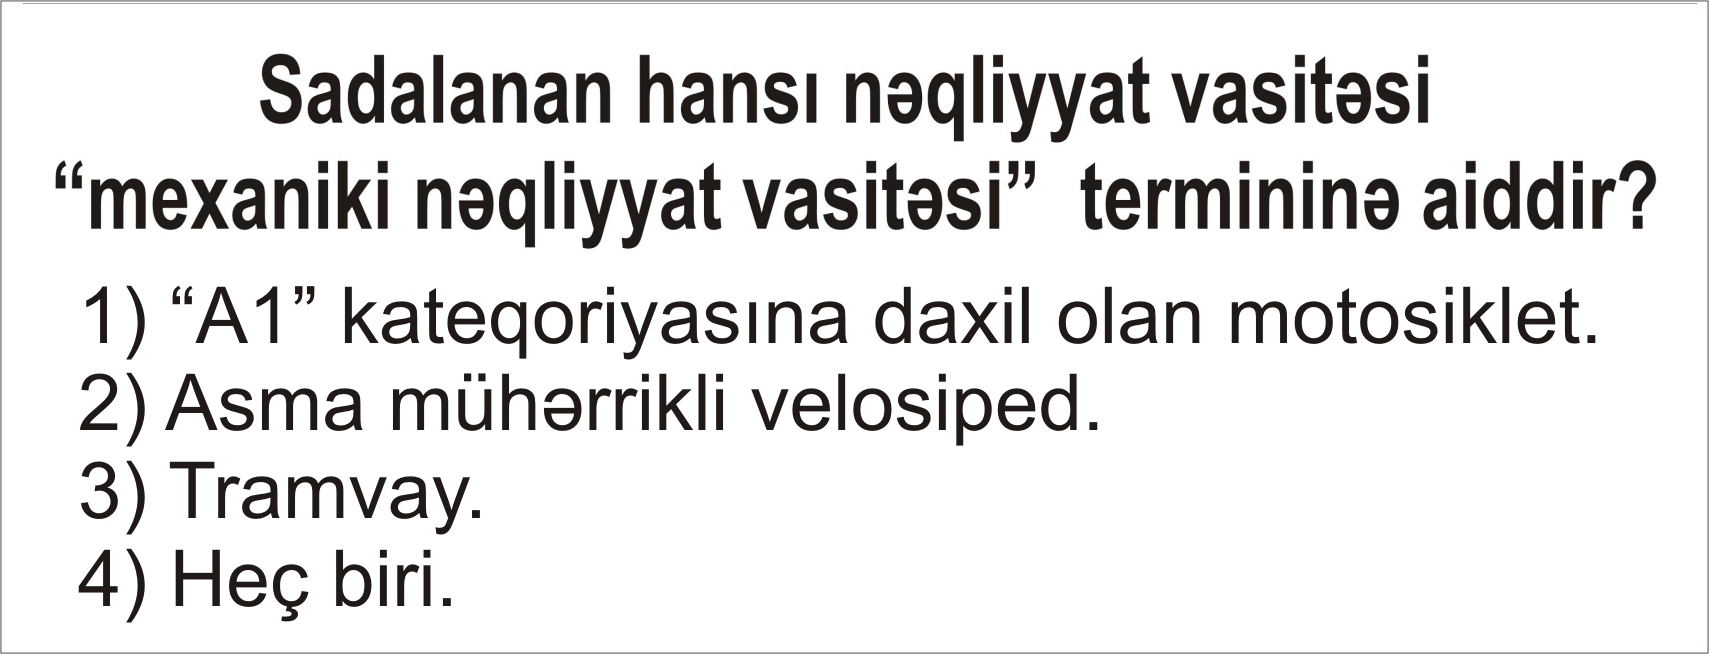 Sadalanan hansı nəqliyyat vasitəsi
“mexaniki nəqliyyat vasitəsi” termininə aiddir?
1) “A1” kateqoriyasına daxil olan motosiklet.
2) Asma mühərrikli velosiped.
3) Tramvay.
4) Heç biri.